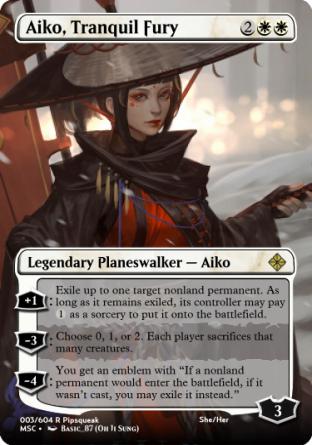 Aiko, Tranquil Fury 2
Legendary Planeswalker — Aiko
+1: Exile up to one target nonland permanent. As
long as it remains exiled, its controller may pay
1 as a sorcery to put it onto the battlefield.
-3: Choose 0, 1, or 2. Each player sacrifices that
many creatures.
-4: You get an emblem with “If a nonland
permanent would enter the battlefield, if it
wasn't cast, you may exile it instead.”
3
003/604 R Pipsqueak She/Her
MSC • Basic_B7 (Oh Ji Sung)